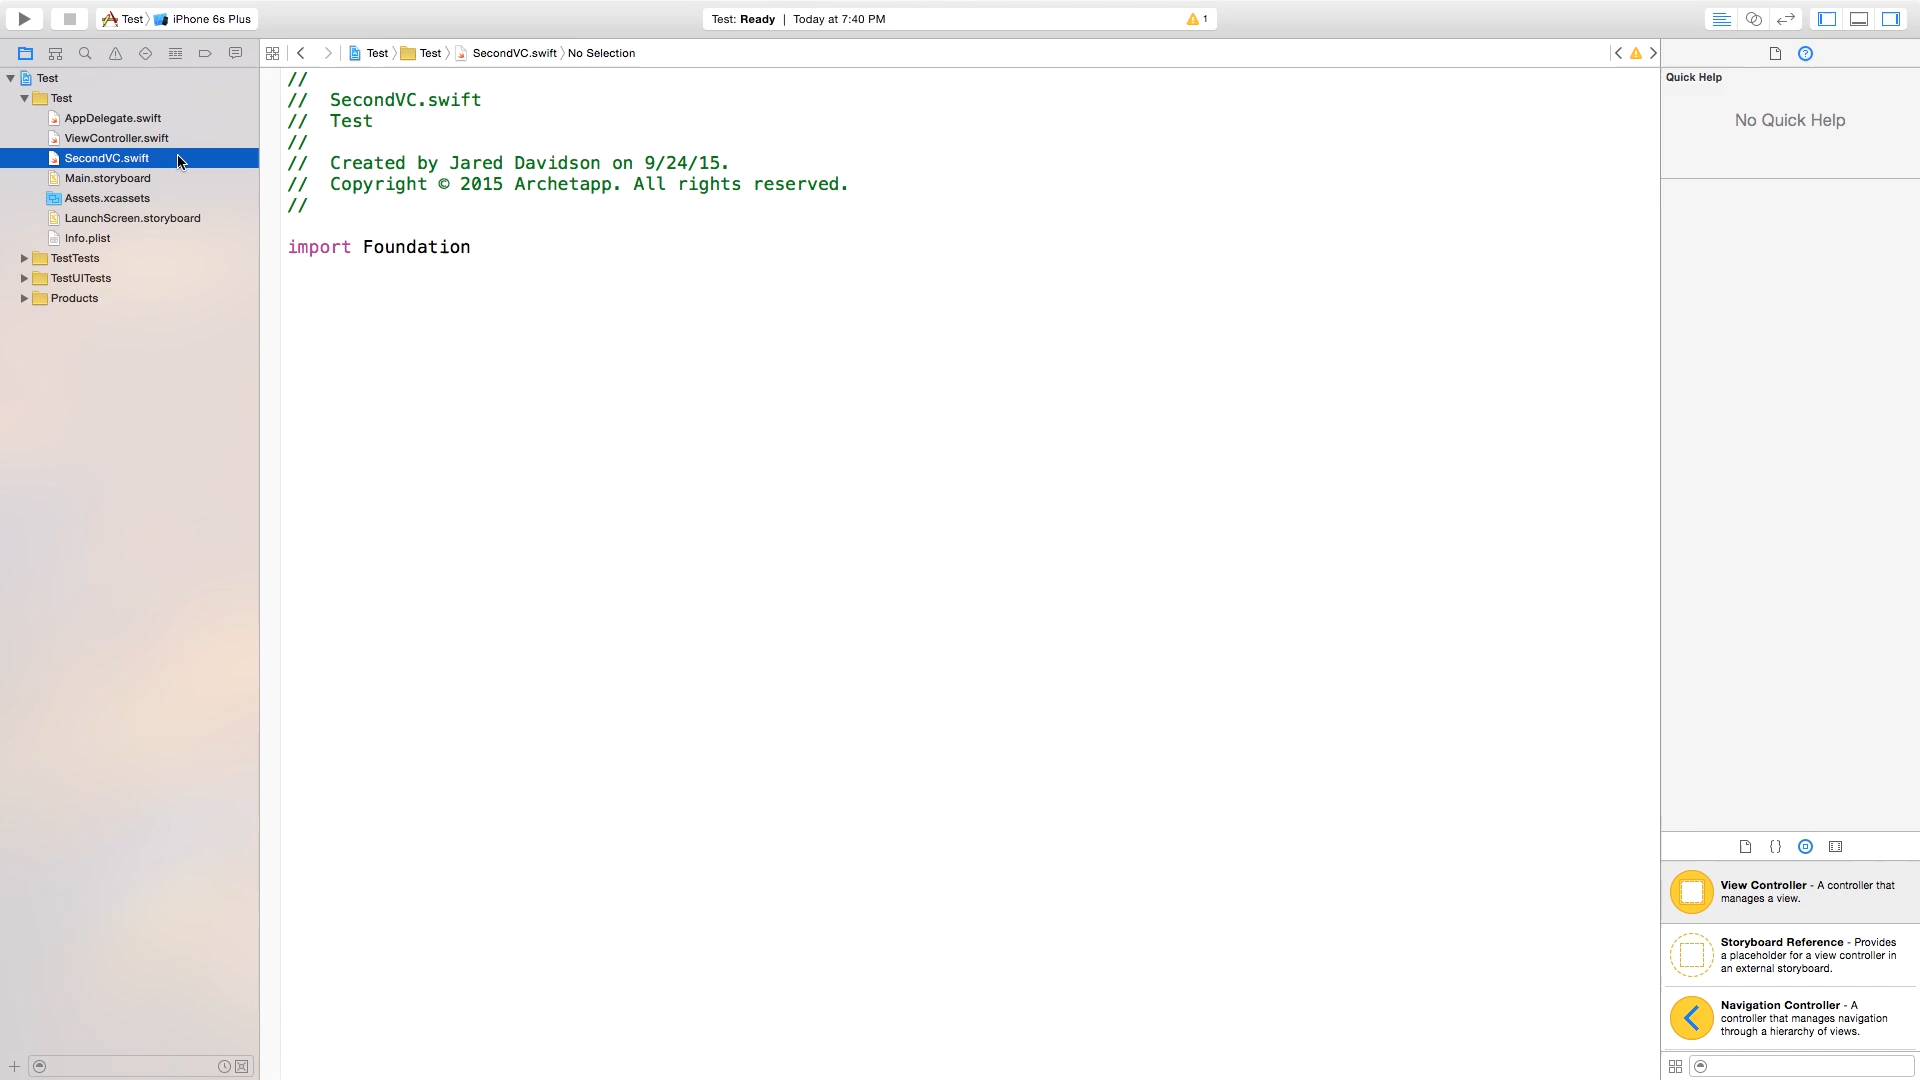 Test iPhone 6s Plus
Test: Ready | Today at 7:40 PM
1
Test Test SecondVC.swift No Selection
Test
Test
AppDelegate.swift
ViewController.swift
SecondVC.swift
Main.storyboard
Assets.xcassets
LaunchScreen.storyboard
Info.plist
TestTests
TestUITests
Products
//
// SecondVC.swift
// Test
//
// Created by Jared Davidson on 9/24/15.
// Copyright © 2015 Archetapp. All rights reserved.
//
import Foundation
Quick Help
No Quick Help
{}
View Controller - A controller that
manages a view.
Storyboard Reference - Provides
a placeholder for a view controller in
an external storyboard.
Navigation Controller - A
controller that manages navigation
through a hierarchy of views.